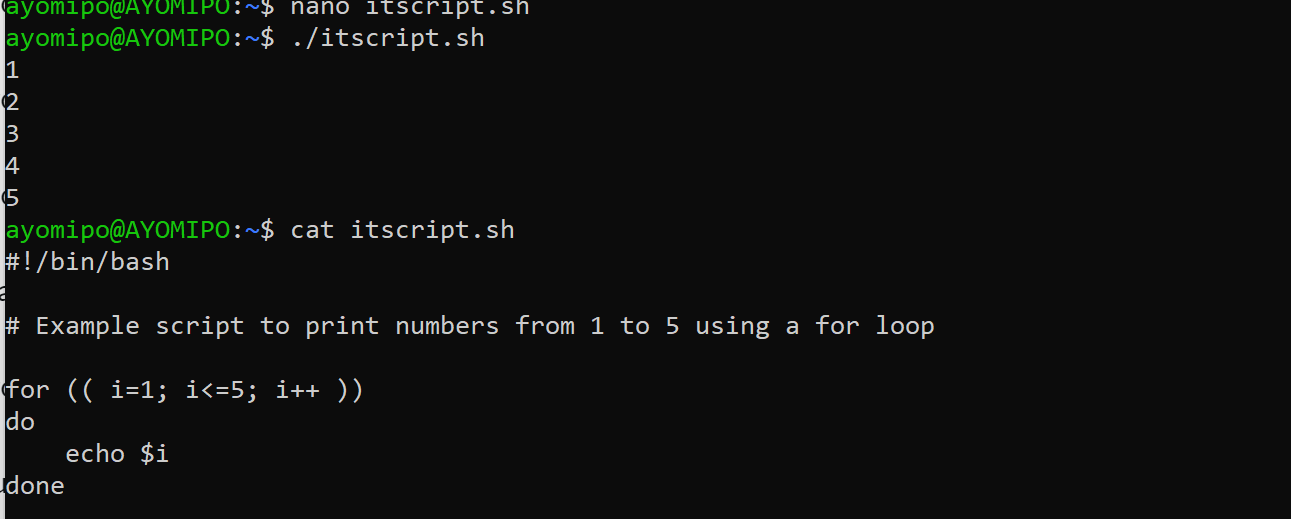 ayomipo@AYOMIPO:~$ nano itscript.sh
ayomipo@AYOMIPO:~$ ./itscript.sh
1
2
3
4
5
ayomipo@AYOMIPO:~$ cat itscript.sh
#!/bin/bash
# Example script to print numbers from 1 to 5 using a for loop
for (( i=1; i<=5; i++ ))
do
    echo $i
done